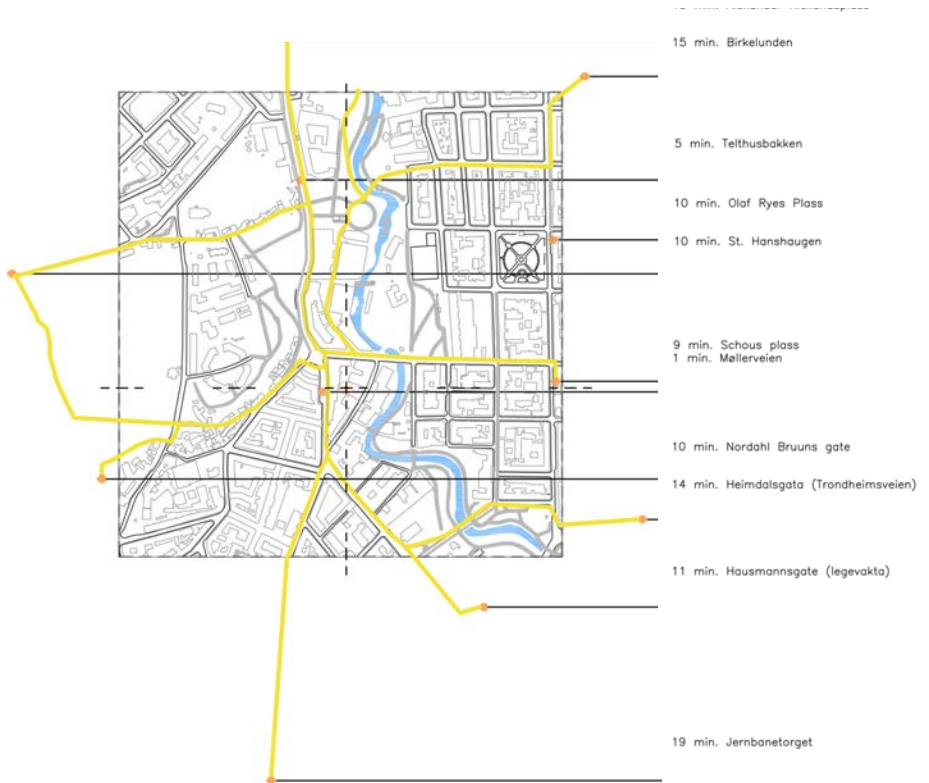 15 min. Birkelunden
5 min. Telthusbakken
10 min. Olaf Ryes Plass
10 min. St. Hanshaugen
9 min. Schous plass
1 min. Møllerveien
10 min. Nordahl Bruuns gate
14 min. Heimdalsgata (Trondheimsveien)
11 min. Hausmannsgate (legevakta)
19 min. Jernbanetorget